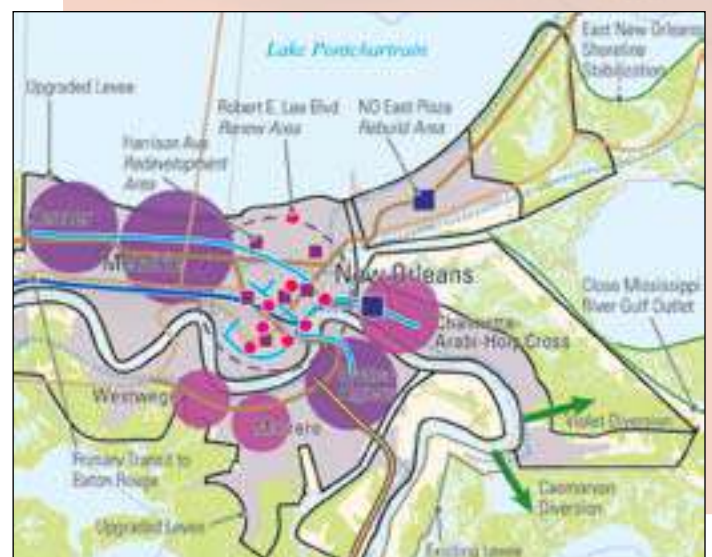 Lake Pontchartrain
East New Orleans
Shoreline
Stabilization
Upgraded Levee
Robert E. Lee Blvd
Renew Area
NO East Plaza
Rebuild Area
Harrison Ave
Redevelopment
Area
New Orleans
Close Mississippi
River Gulf Outlet
Chalmette-
Arabi-Holy Cross
Westwego
Marrero
Violet Diversion
Primary Transit to
Baton Rouge
Caernarvon
Diversion
Upgraded Levee
Existing Levee